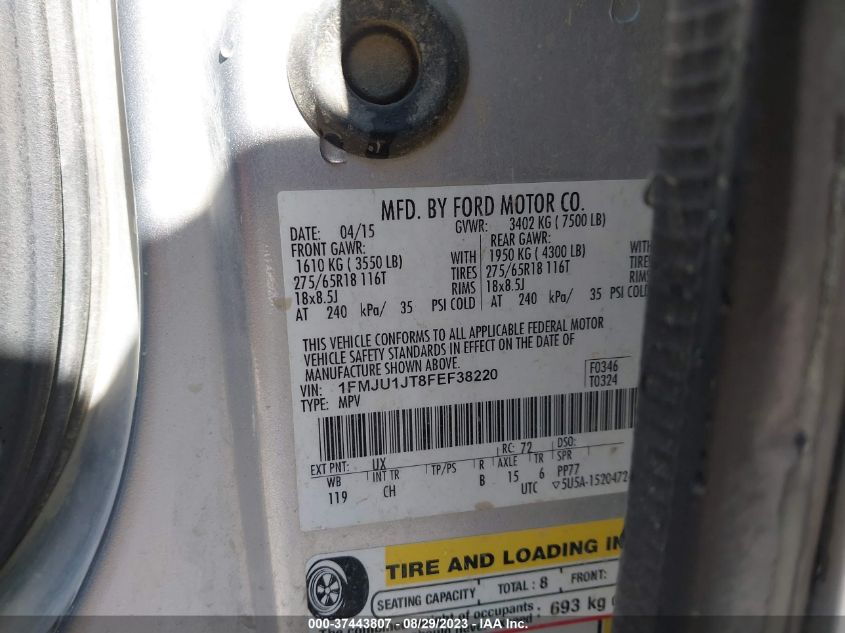 MFD. BY FORD MOTOR CO.
DATE: 04/15 GVWR: 3402 KG ( 7500 LB)
FRONT GAWR: REAR GAWR:
1610 KG ( 3550 LB) WITH 1950 KG ( 4300 LB) WITH
275/65R18 116T TIRES 275/65R18 116T TIRES
18x8.5J RIMS 18x8.5J RIMS
AT 240 kPa/ 35 PSI COLD AT 240 kPa/ 35 PSI COL
THIS VEHICLE CONFORMS TO ALL APPLICABLE FEDERAL MOTOR
VEHICLE SAFETY STANDARDS IN EFFECT ON THE DATE OF
MANUFACTURE SHOWN ABOVE.
VIN: 1FMJU1JT8FEF38220 F0346
TYPE: MPV T0324
EXT PNT: UX RC: 72 DSO:
WB INT TR TP/PS R AXLE TR SPR
119 CH B 15 6 PP77
UTC ▽5U5A-1520472
TIRE AND LOADING
SEATING CAPACITY TOTAL : 8 FRONT:
of occupants : 693 kg
000-37443807 - 08/29/2023 - IAA Inc.